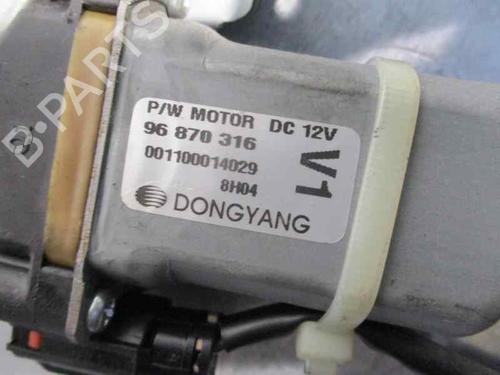 P/W MOTOR DC 12V
96 870 316
001100014029
8H04
V1
DONGYANG
B-PARTS